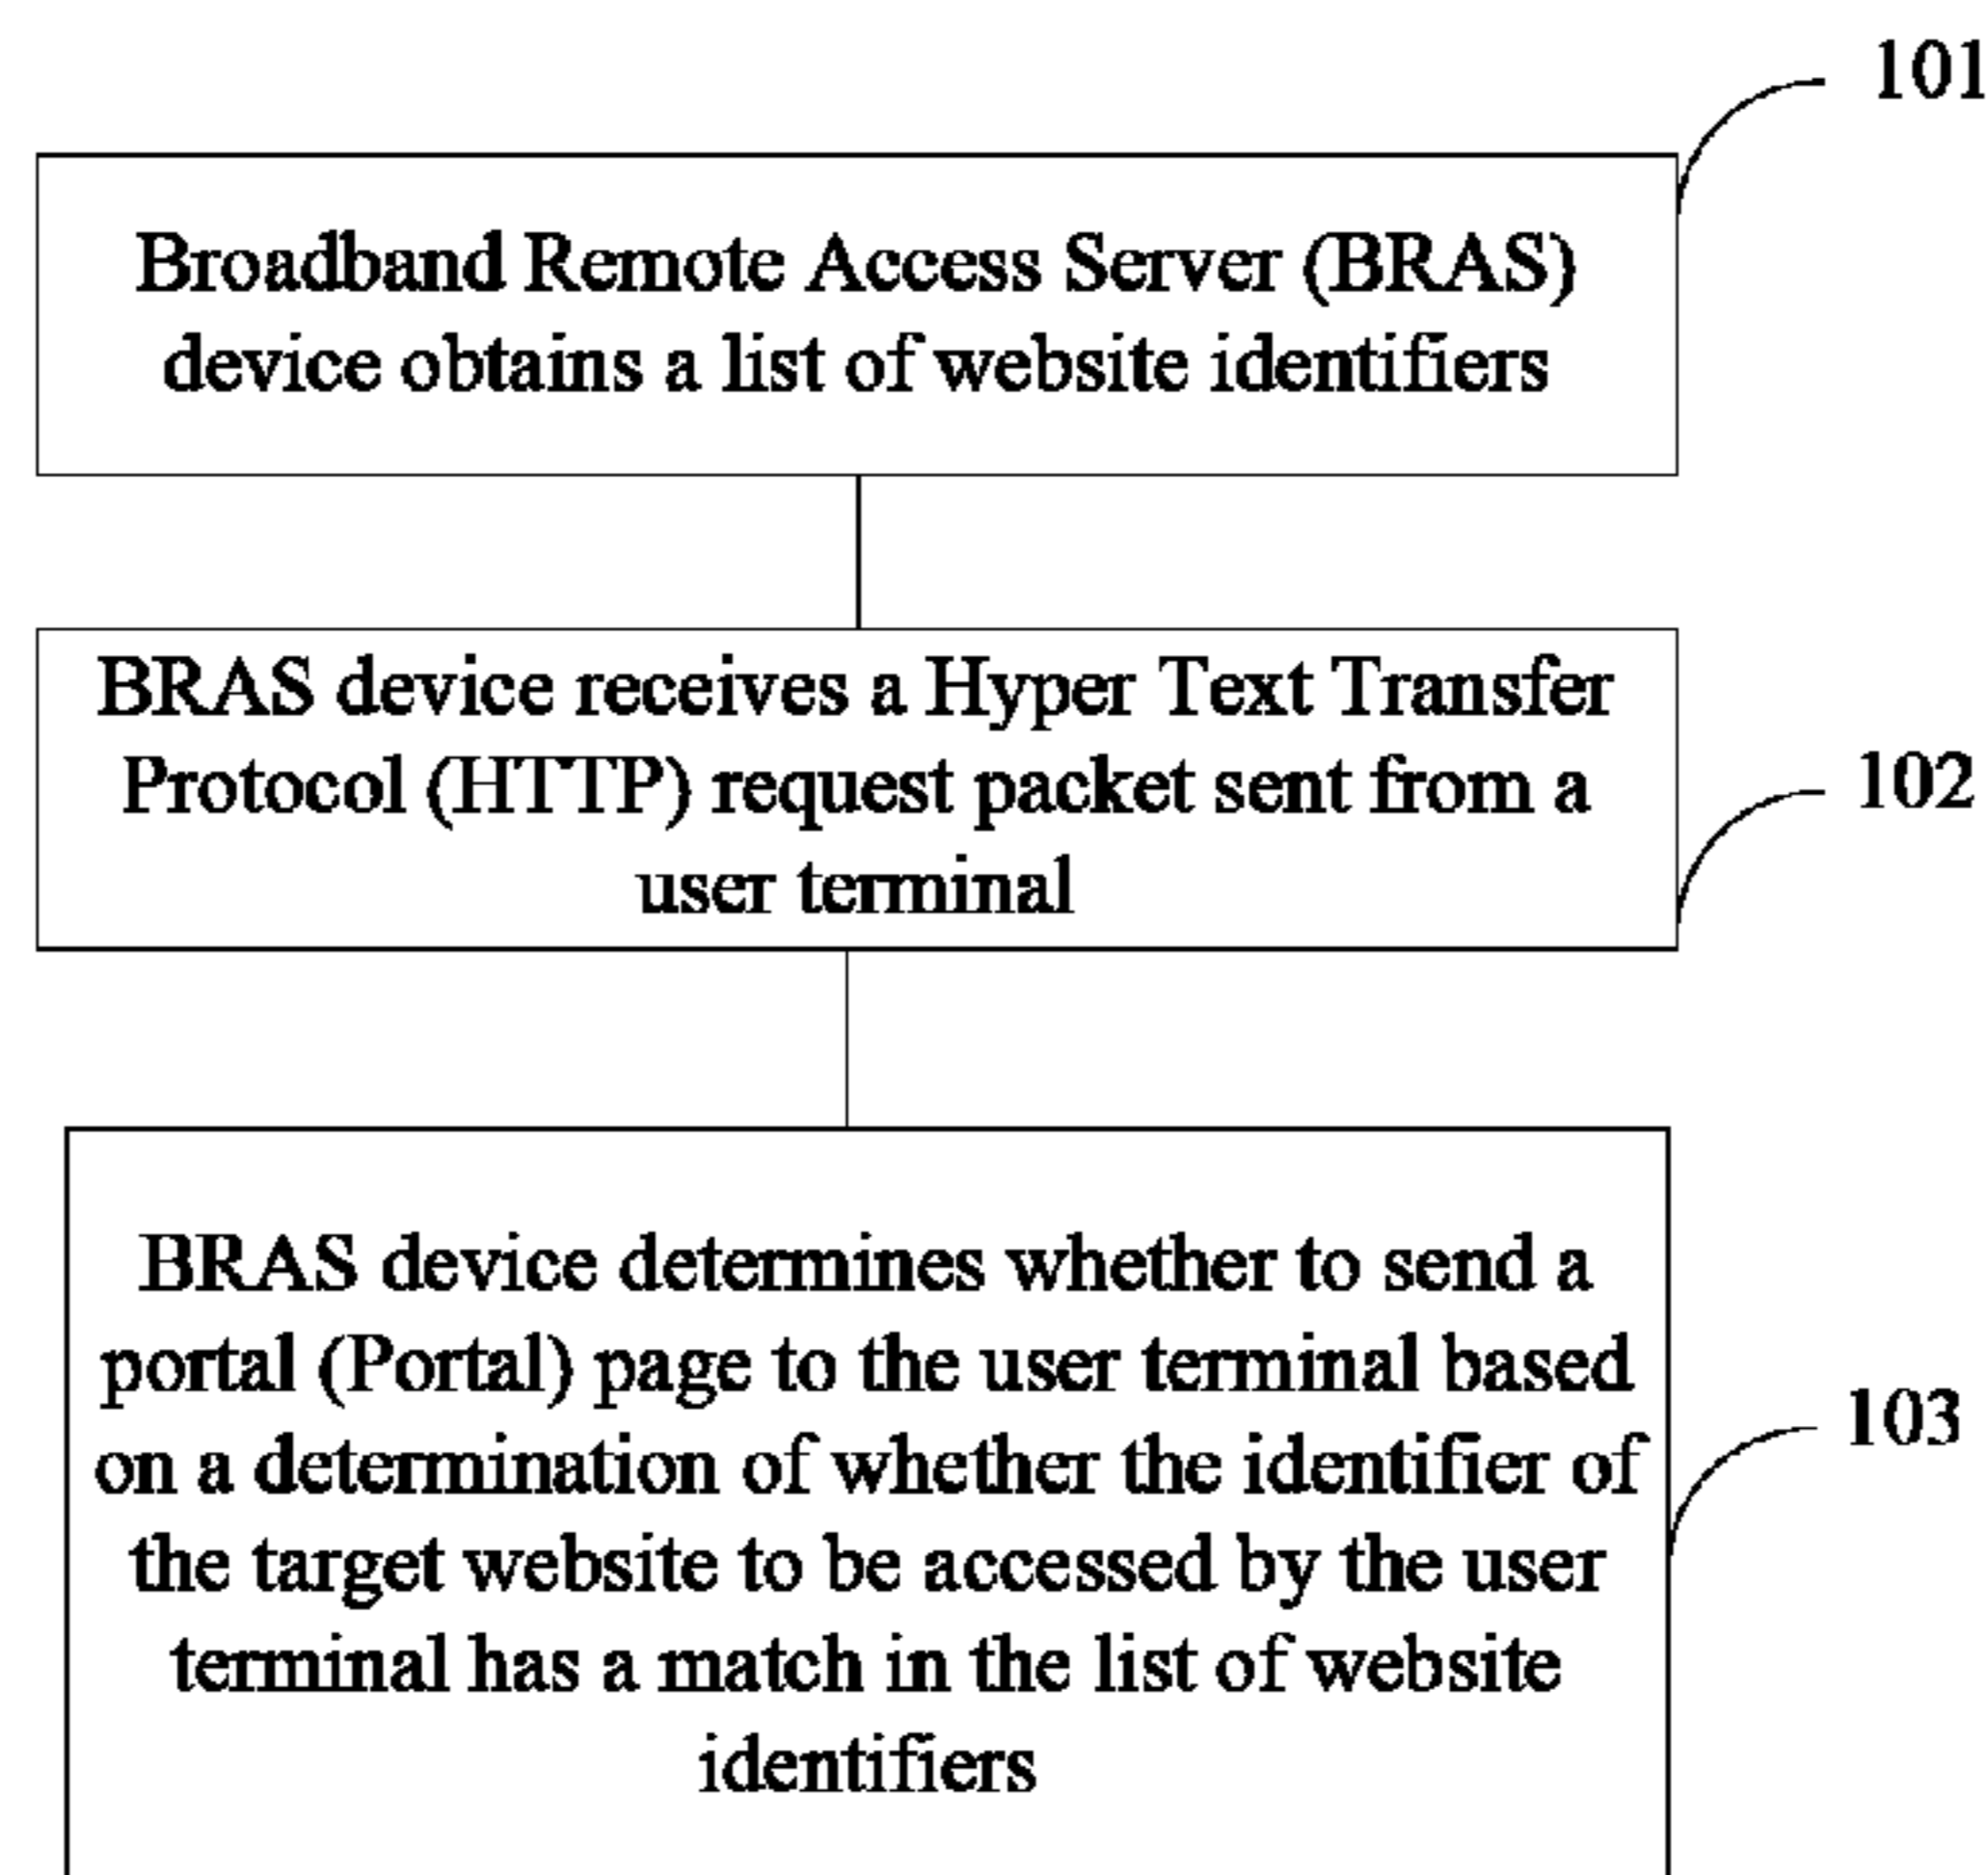 101
Broadband Remote Access Server (BRAS)
device obtains a list of website identifiers
BRAS device receives a Hyper Text Transfer
Protocol (HTTP) request packet sent from a
user terminal
102
BRAS device determines whether to send a
portal (Portal) page to the user terminal based
on a determination of whether the identifier of
the target website to be accessed by the user
terminal has a match in the list of website
identifiers
103